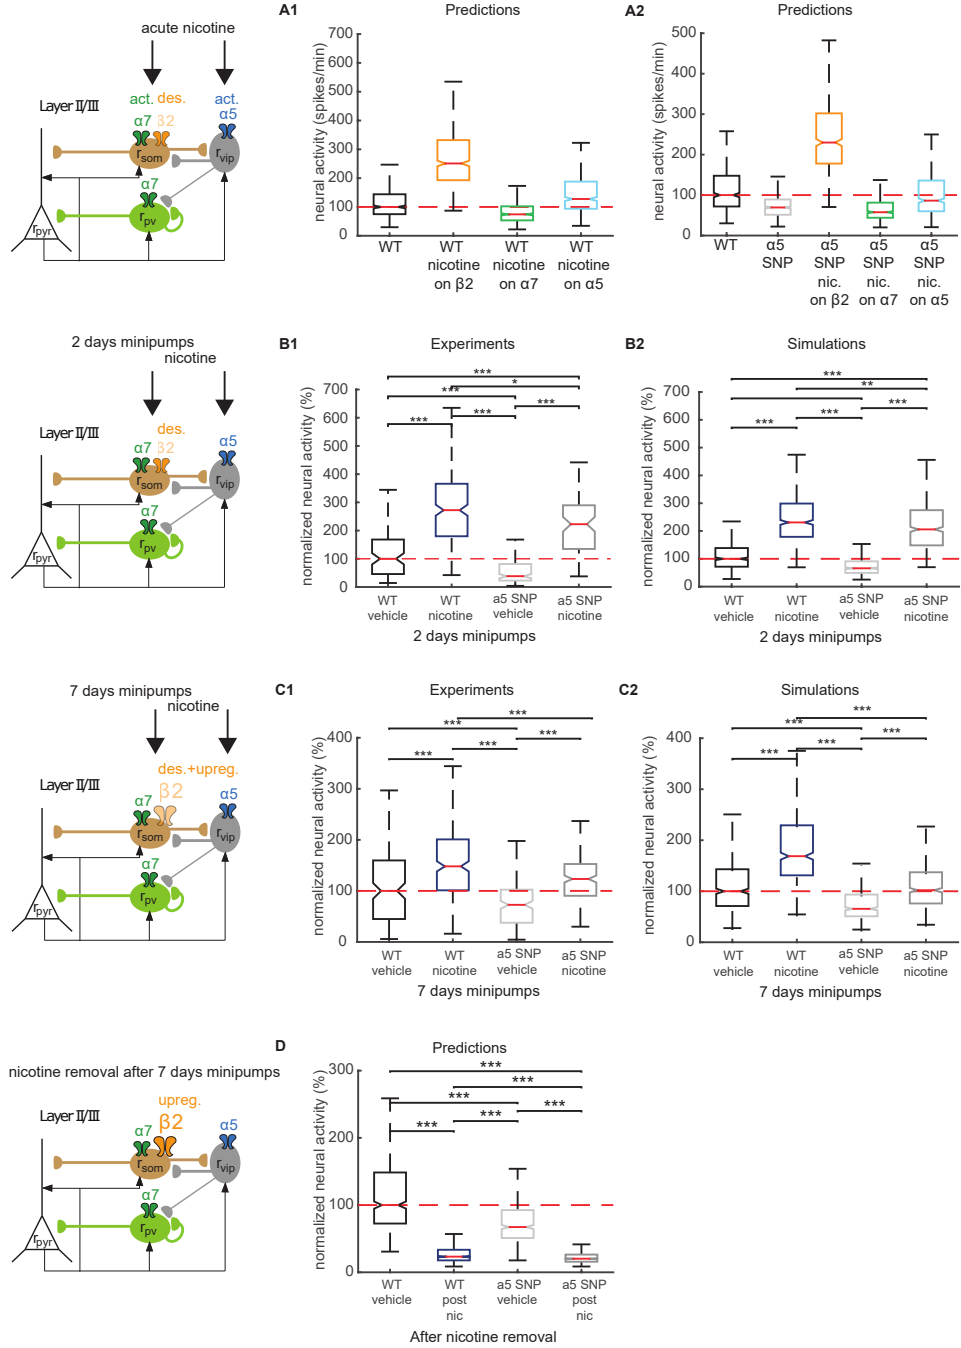 acute nicotine
Layer II/III
act. des. act.
α7 β2 α5
rsom
rvip
α7
rpv
rpyr
A1 Predictions
neural activity (spikes/min)
700
600
500
400
300
200
100
0
WT
WT nicotine on β2
WT nicotine on α7
WT nicotine on α5
A2 Predictions
neural activity (spikes/min)
500
400
300
200
100
0
WT
α5 SNP
α5 SNP nic. on β2
α5 SNP nic. on α7
α5 SNP nic. on α5
2 days minipumps
nicotine
Layer II/III
des.
α7 β2 α5
rsom
rvip
α7
rpv
rpyr
B1 Experiments
normalized neural activity (%)
700
600
500
400
300
200
100
0
***
*
***
***
***
***
WT vehicle
WT nicotine
a5 SNP vehicle
a5 SNP nicotine
2 days minipumps
B2 Simulations
normalized neural activity (%)
700
600
500
400
300
200
100
0
***
**
***
***
***
***
WT vehicle
WT nicotine
a5 SNP vehicle
a5 SNP nicotine
2 days minipumps
7 days minipumps
nicotine
Layer II/III
des.+upreg.
α7 β2 α5
rsom
rvip
α7
rpv
rpyr
C1 Experiments
normalized neural activity (%)
400
300
200
100
0
***
***
***
***
***
WT vehicle
WT nicotine
a5 SNP vehicle
a5 SNP nicotine
7 days minipumps
C2 Simulations
normalized neural activity (%)
400
300
200
100
0
***
***
***
***
***
WT vehicle
WT nicotine
a5 SNP vehicle
a5 SNP nicotine
7 days minipumps
nicotine removal after 7 days minipumps
Layer II/III
upreg.
α7 β2 α5
rsom
rvip
α7
rpv
rpyr
D Predictions
normalized neural activity (%)
300
200
100
0
***
***
***
***
***
***
WT vehicle
WT post nic
a5 SNP vehicle
a5 SNP post nic
After nicotine removal